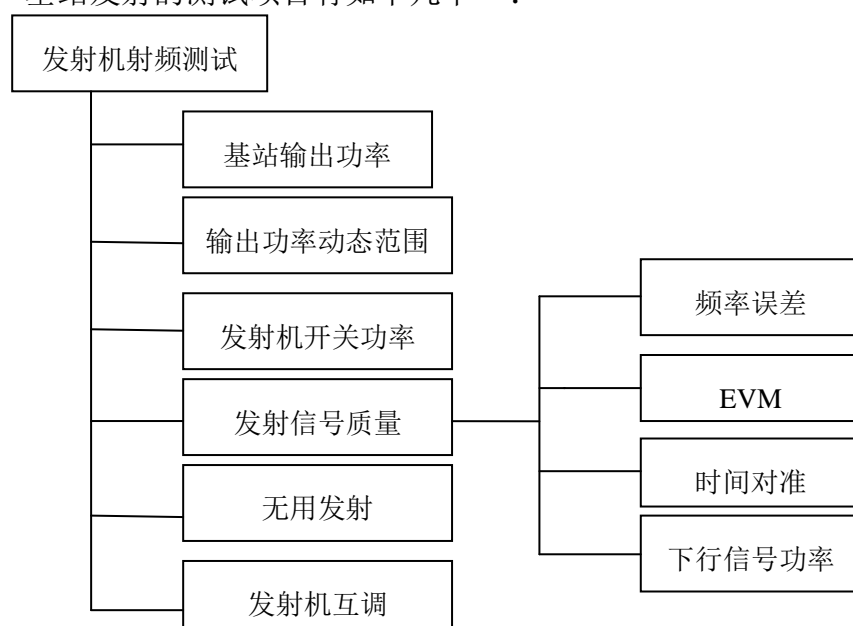 发射机射频测试
基站输出功率
输出功率动态范围
发射机开关功率
发射信号质量
无用发射
发射机互调
频率误差
EVM
时间对准
下行信号功率